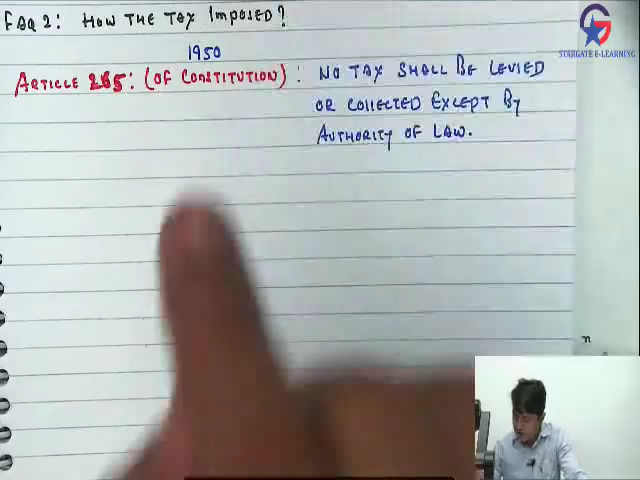 FAQ 2: HOW THE TAX IMPOSED?
STARGATE E-LEARNING
1950
ARTICLE 265: (OF CONSTITUTION): NO TAX SHALL BE LEVIED
OR COLLECTED EXCEPT BY
AUTHORITY OF LAW.